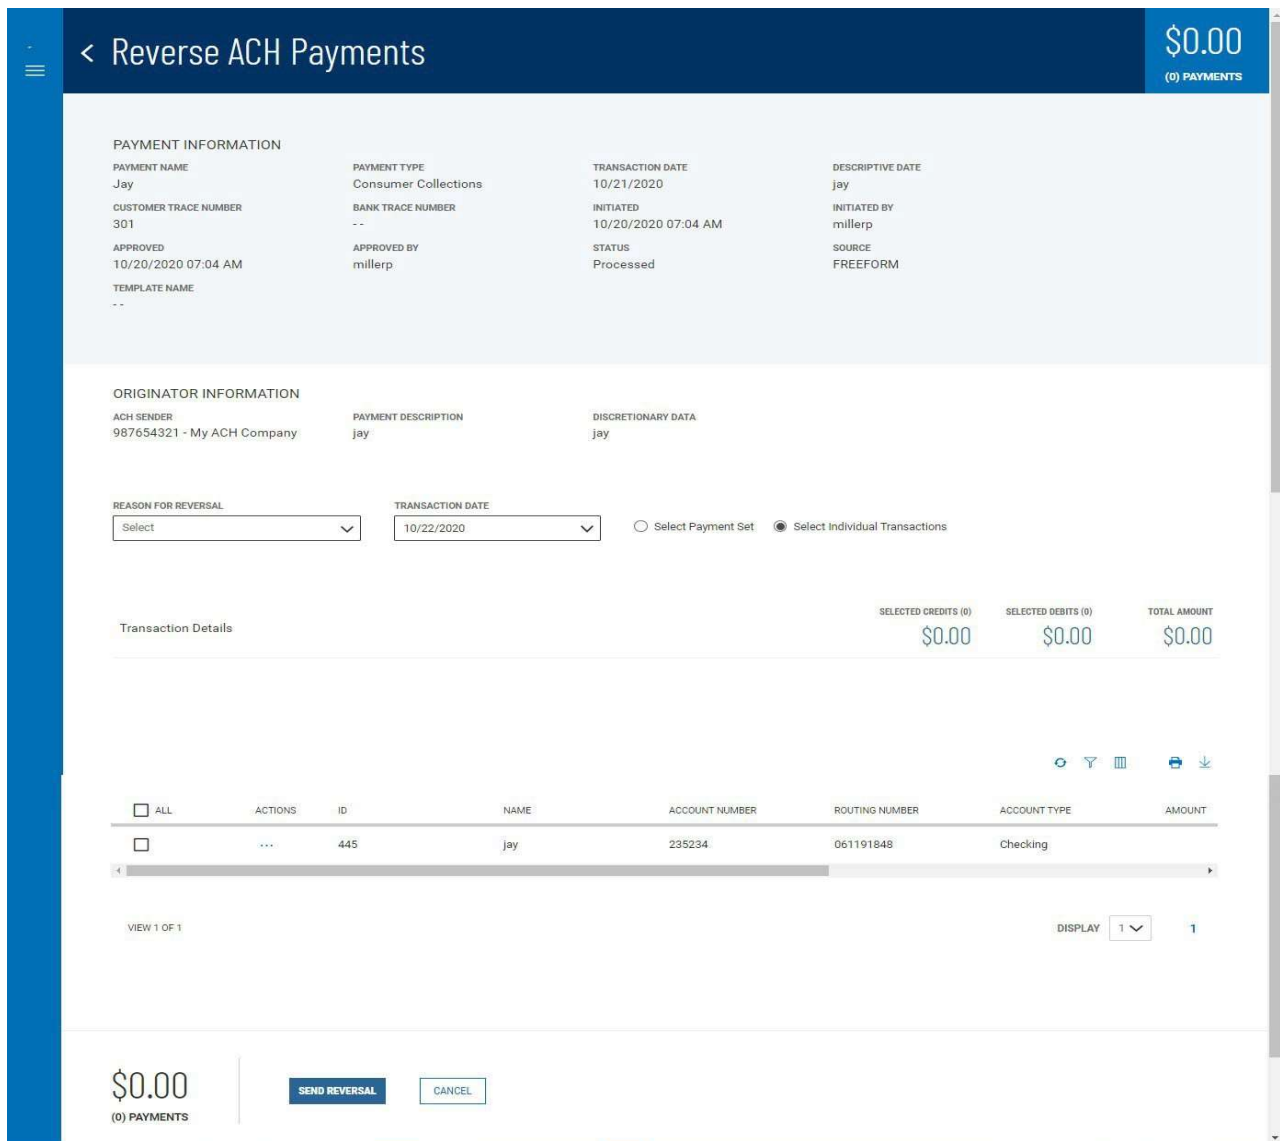 < Reverse ACH Payments
$0.00
(0) PAYMENTS
PAYMENT INFORMATION
PAYMENT NAME PAYMENT TYPE TRANSACTION DATE DESCRIPTIVE DATE
Jay Consumer Collections 10/21/2020 jay
CUSTOMER TRACE NUMBER BANK TRACE NUMBER INITIATED INITIATED BY
301 - - 10/20/2020 07:04 AM millerp
APPROVED APPROVED BY STATUS SOURCE
10/20/2020 07:04 AM millerp Processed FREEFORM
TEMPLATE NAME
- -
ORIGINATOR INFORMATION
ACH SENDER PAYMENT DESCRIPTION DISCRETIONARY DATA
987654321 - My ACH Company jay jay
REASON FOR REVERSAL TRANSACTION DATE
Select 10/22/2020 Select Payment Set Select Individual Transactions
SELECTED CREDITS (0) SELECTED DEBITS (0) TOTAL AMOUNT
Transaction Details $0.00 $0.00 $0.00
ALL ACTIONS ID NAME ACCOUNT NUMBER ROUTING NUMBER ACCOUNT TYPE AMOUNT
... 445 jay 235234 061191848 Checking
VIEW 1 OF 1 DISPLAY 1 1
$0.00
(0) PAYMENTS
SEND REVERSAL CANCEL